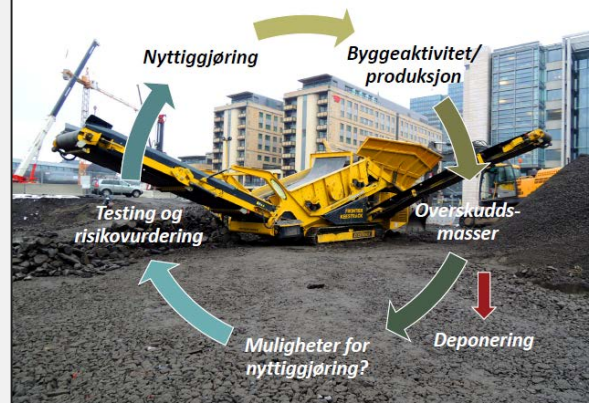 Nyttiggjøring
Byggeaktivitet/
produksjon
Testing og
risikovurdering
Overskudds-
masser
Muligheter for
nyttiggjøring?
Deponering